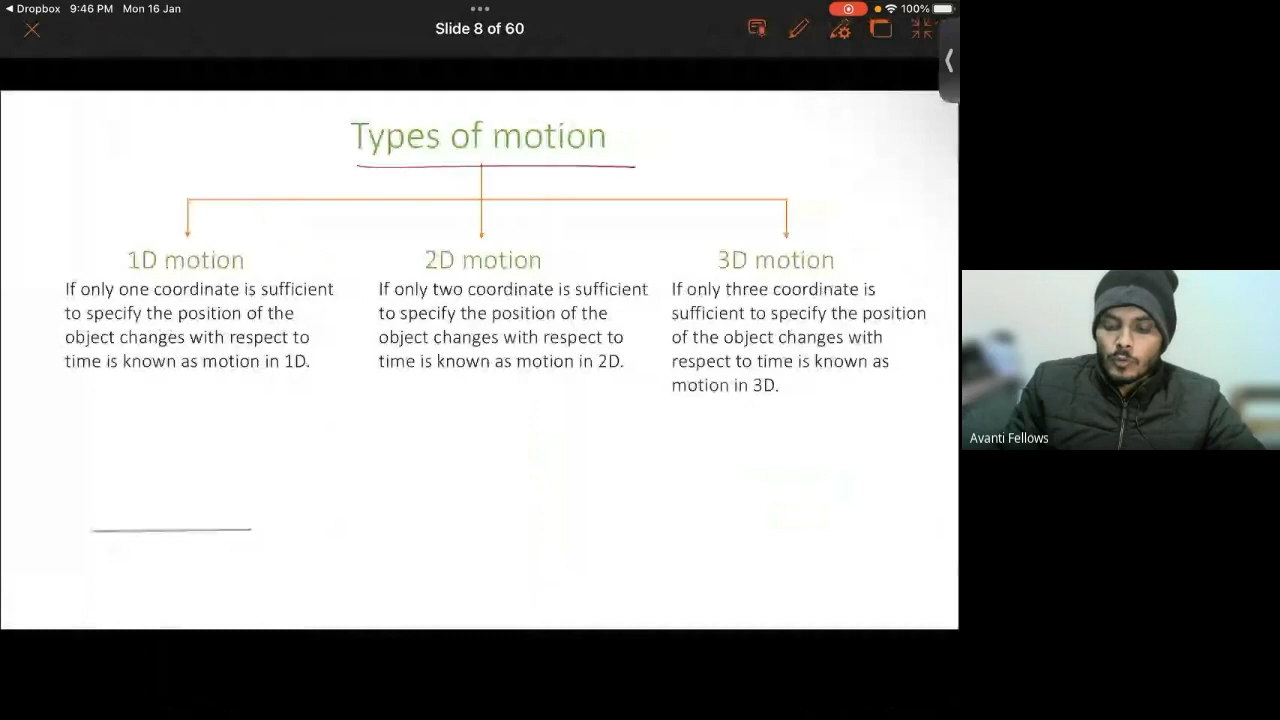 Dropbox 9:46 PM Mon 16 Jan
100%
Slide 8 of 60
Types of motion
1D motion
If only one coordinate is sufficient
to specify the position of the
object changes with respect to
time is known as motion in 1D.
2D motion
If only two coordinate is sufficient
to specify the position of the
object changes with respect to
time is known as motion in 2D.
3D motion
If only three coordinate is
sufficient to specify the position
of the object changes with
respect to time is known as
motion in 3D.
Avanti Fellows